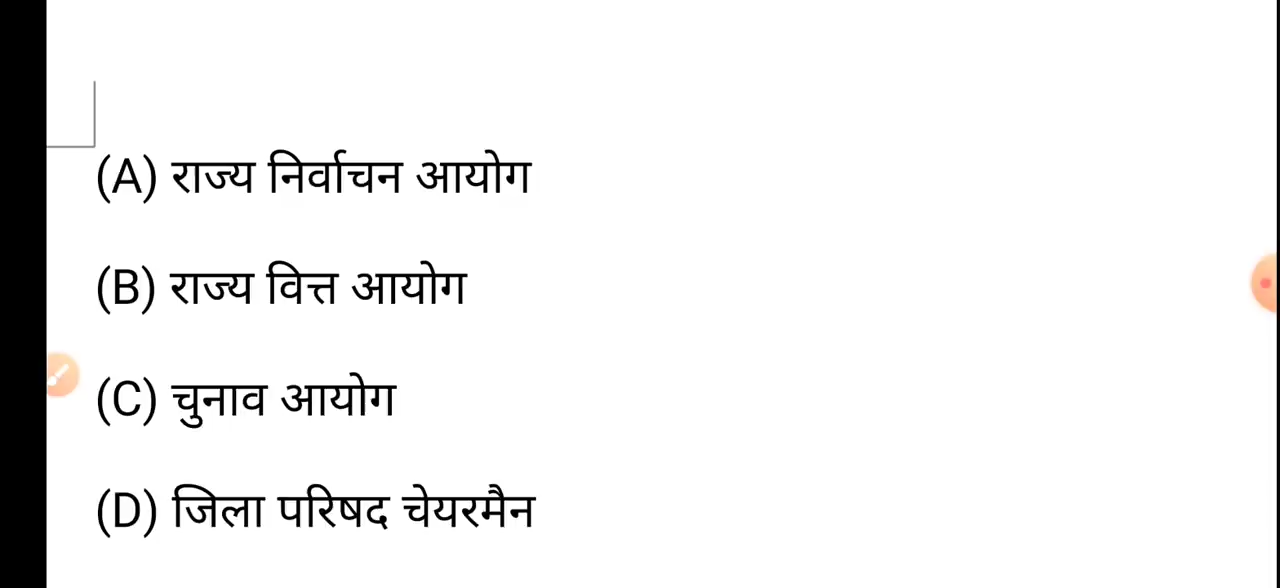 (A) राज्य निर्वाचन आयोग
(B) राज्य वित्त आयोग
(C) चुनाव आयोग
(D) जिला परिषद चेयरमैन